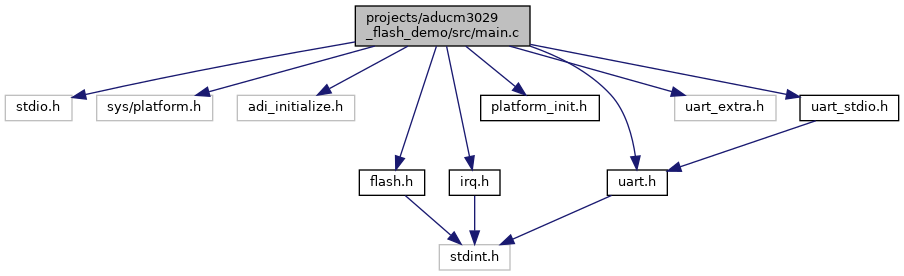 projects/aducm3029
_flash_demo/src/main.c
stdio.h
sys/platform.h
adi_initialize.h
platform_init.h
uart_extra.h
uart_stdio.h
flash.h
irq.h
uart.h
stdint.h